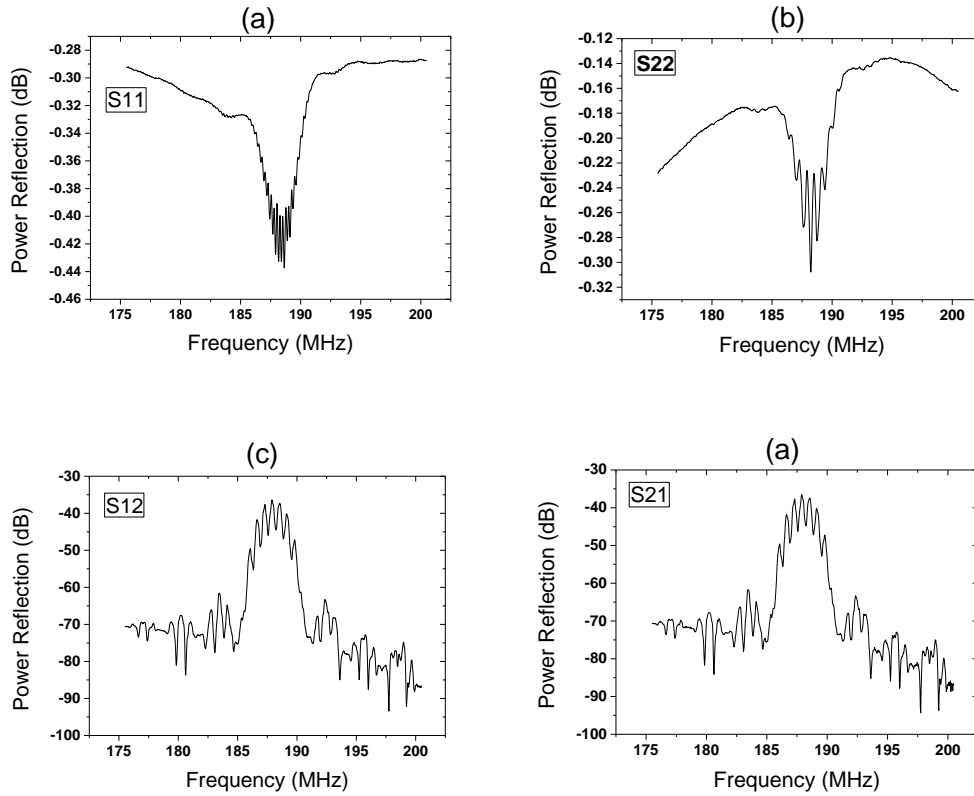 (a)
S11
Power Reflection (dB)
-0.28
-0.30
-0.32
-0.34
-0.36
-0.38
-0.40
-0.42
-0.44
-0.46
175 180 185 190 195 200
Frequency (MHz)
(b)
S22
Power Reflection (dB)
-0.12
-0.14
-0.16
-0.18
-0.20
-0.22
-0.24
-0.26
-0.28
-0.30
-0.32
175 180 185 190 195 200
Frequency (MHz)
(c)
S12
Power Reflection (dB)
-30
-40
-50
-60
-70
-80
-90
-100
175 180 185 190 195 200
Frequency (MHz)
(a)
S21
Power Reflection (dB)
-30
-40
-50
-60
-70
-80
-90
-100
175 180 185 190 195 200
Frequency (MHz)